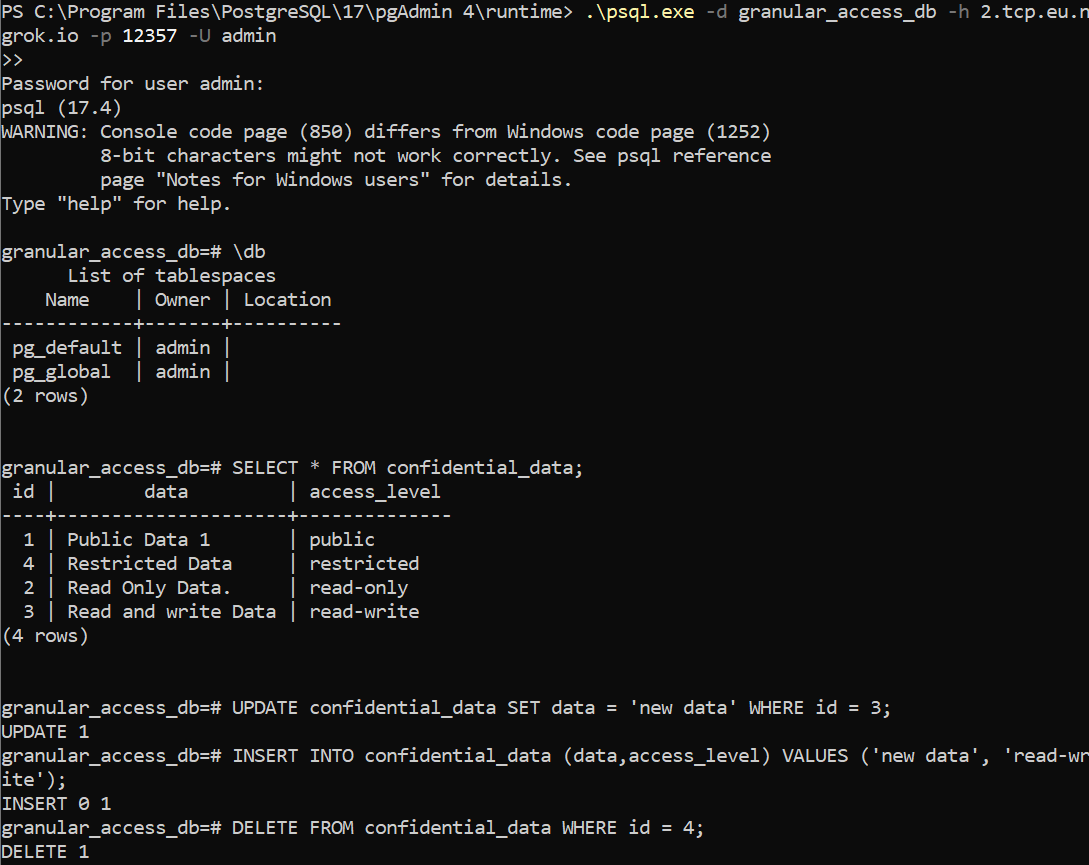 PS C:\Program Files\PostgreSQL\17\pgAdmin 4\runtime> .\psql.exe -d granular_access_db -h 2.tcp.eu.n
grok.io -p 12357 -U admin
>>
Password for user admin:
psql (17.4)
WARNING: Console code page (850) differs from Windows code page (1252)
         8-bit characters might not work correctly. See psql reference
         page "Notes for Windows users" for details.
Type "help" for help.

granular_access_db=# \db
      List of tablespaces
    Name    | Owner | Location
------------+-------+----------
 pg_default | admin |
 pg_global  | admin |
(2 rows)


granular_access_db=# SELECT * FROM confidential_data;
 id |        data         | access_level
----+---------------------+--------------
  1 | Public Data 1       | public
  4 | Restricted Data     | restricted
  2 | Read Only Data.     | read-only
  3 | Read and write Data | read-write
(4 rows)


granular_access_db=# UPDATE confidential_data SET data = 'new data' WHERE id = 3;
UPDATE 1
granular_access_db=# INSERT INTO confidential_data (data,access_level) VALUES ('new data', 'read-wr
ite');
INSERT 0 1
granular_access_db=# DELETE FROM confidential_data WHERE id = 4;
DELETE 1